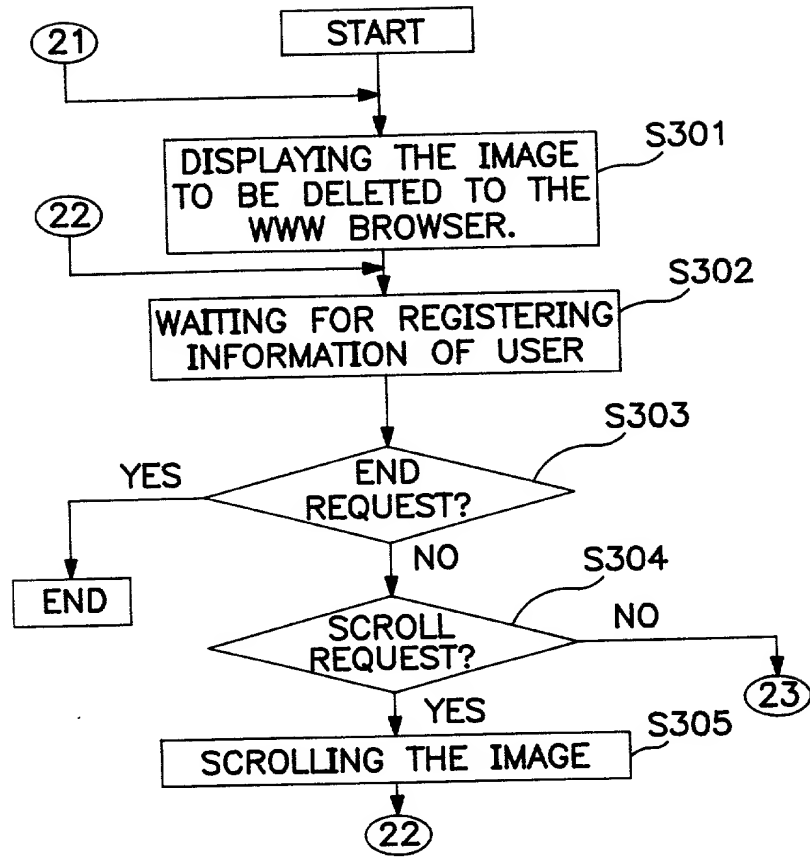 START
21
S301
DISPLAYING THE IMAGE
TO BE DELETED TO THE
WWW BROWSER.
22
S302
WAITING FOR REGISTERING
INFORMATION OF USER
S303
YES
END
REQUEST?
NO
S304
END
SCROLL
REQUEST?
NO
23
YES
S305
SCROLLING THE IMAGE
22